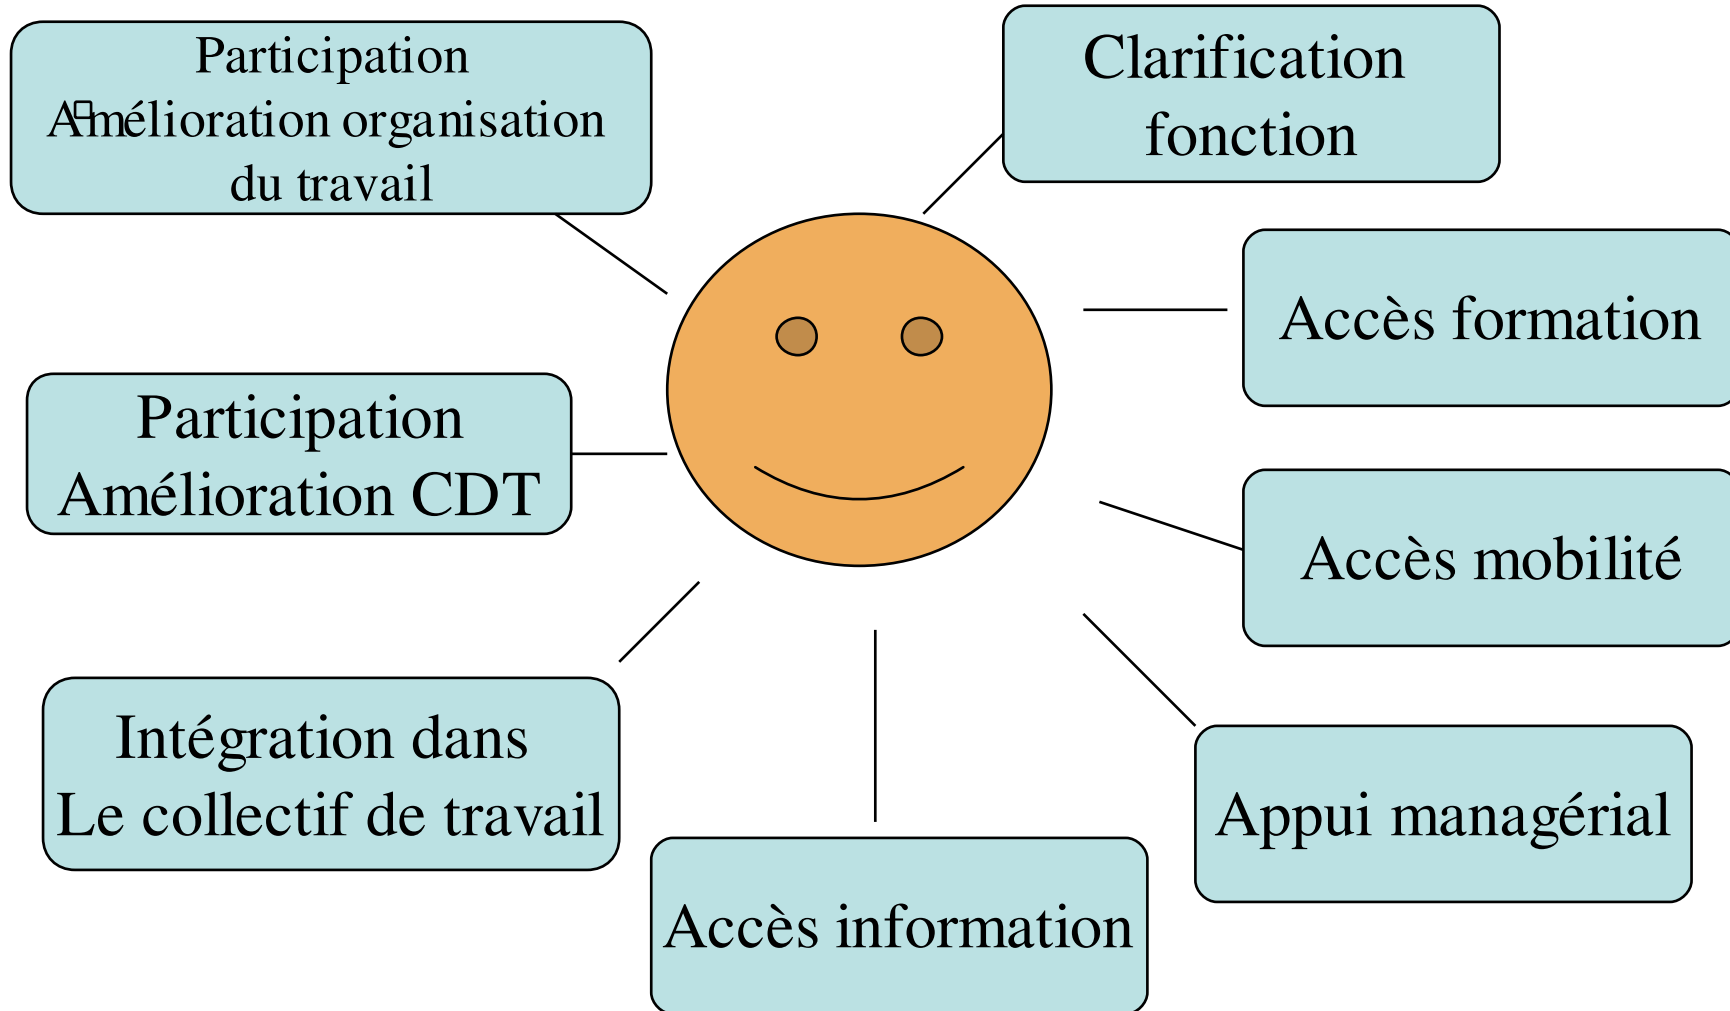 Participation
Amélioration organisation
du travail
Clarification
fonction
Accès formation
Participation
Amélioration CDT
Accès mobilité
Intégration dans
Le collectif de travail
Appui managérial
Accès information